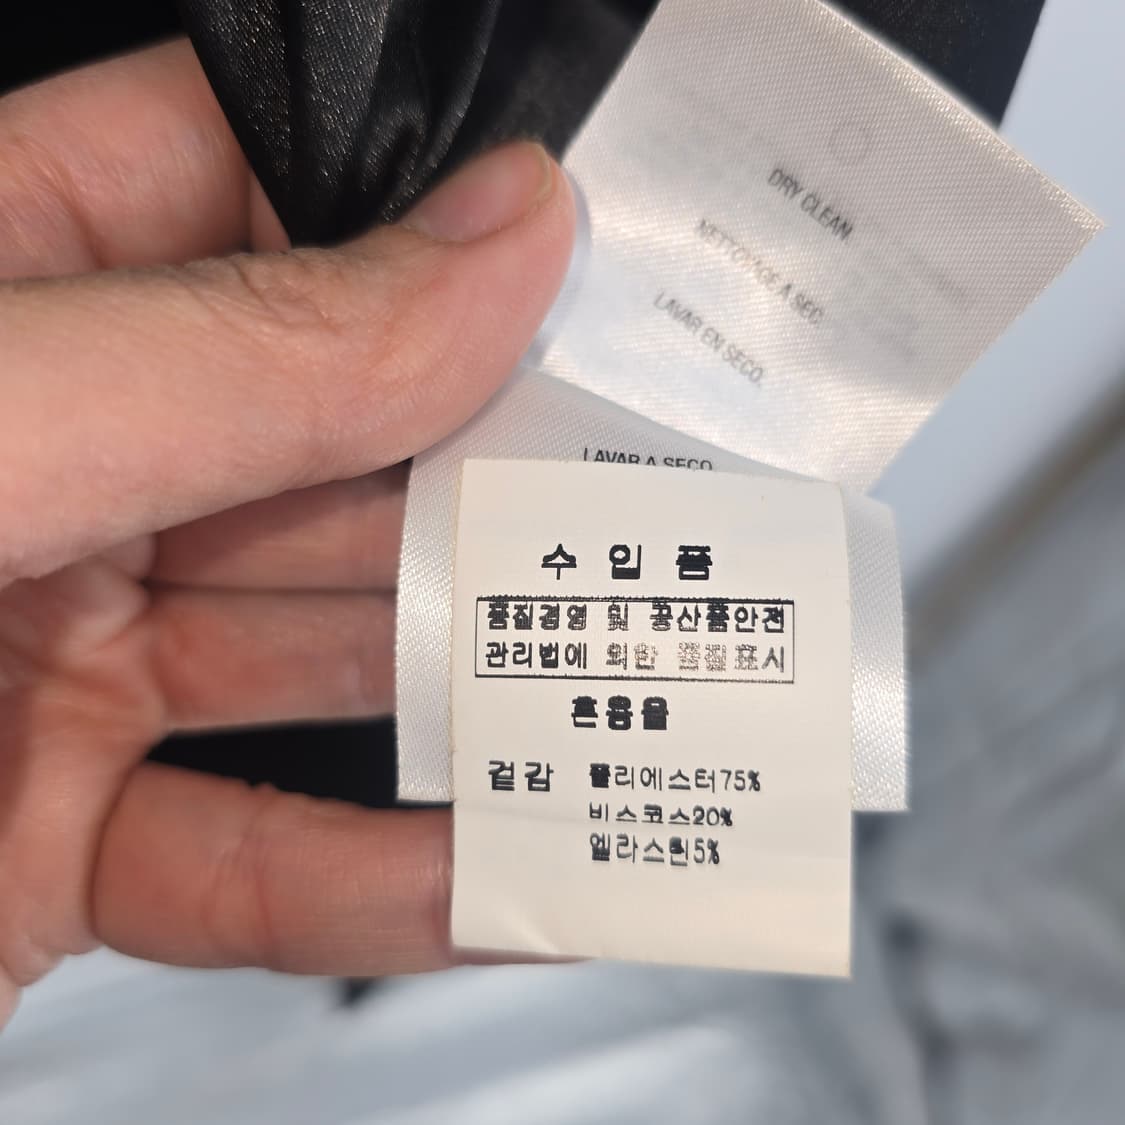 DRY CLEAN.
NETTOYAGE A SEC.
LAVAR EN SECO.
LAVAR A SECO
수입품
품질경영 및 공산품안전
관리법에 의한 품질표시
혼용율
겉감 폴리에스터75%
비스코스20%
엘라스틴5%